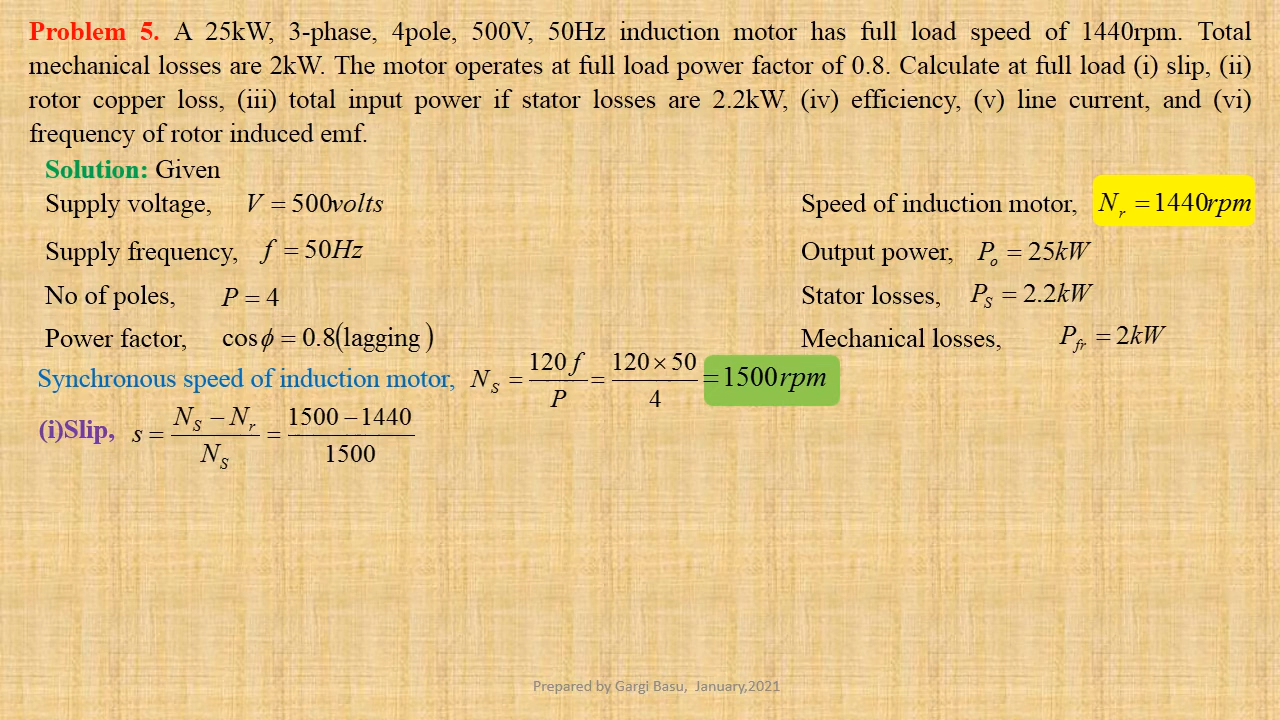 Problem 5. A 25kW, 3-phase, 4pole, 500V, 50Hz induction motor has full load speed of 1440rpm. Total
mechanical losses are 2kW. The motor operates at full load power factor of 0.8. Calculate at full load (i) slip, (ii)
rotor copper loss, (iii) total input power if stator losses are 2.2kW, (iv) efficiency, (v) line current, and (vi)
frequency of rotor induced emf.
Solution: Given
Supply voltage, V = 500volts
Speed of induction motor, N_r = 1440rpm
Supply frequency, f = 50Hz
Output power, P_o = 25kW
No of poles, P = 4
Stator losses, P_S = 2.2kW
Power factor, cosϕ = 0.8(lagging)
Mechanical losses, P_fr = 2kW
Synchronous speed of induction motor, N_S = 120f/P = 120×50/4 = 1500rpm
(i)Slip, s = N_S − N_r/N_S = 1500 − 1440/1500
Prepared by Gargi Basu, January,2021